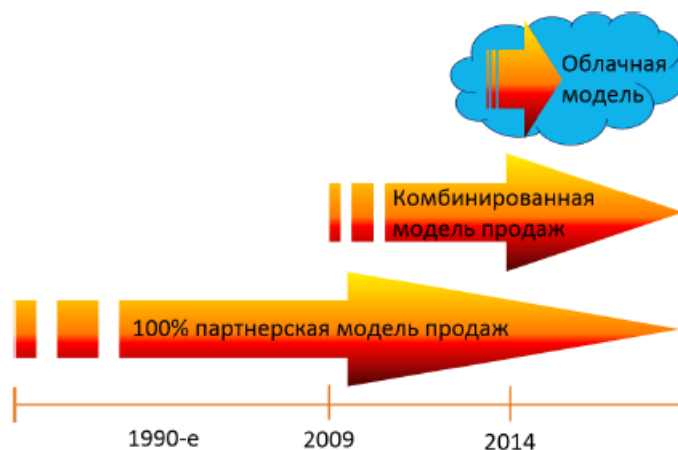 Облачная
модель
Комбинированная
модель продаж
100% партнерская модель продаж
1990-е
2009
2014